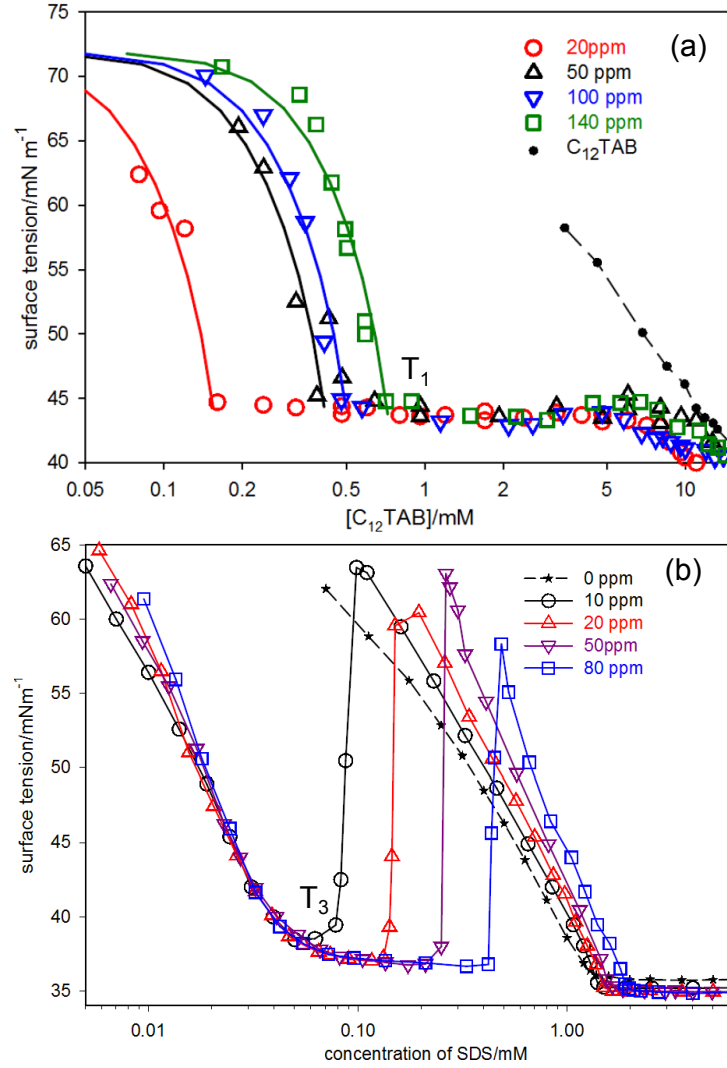 75
70
65
60
55
50
45
40
surface tension/mN m⁻¹
(a)
20ppm
50 ppm
100 ppm
140 ppm
C₁₂TAB
T₁
0.05 0.1 0.2 0.5 1 2 5 10
[C₁₂TAB]/mM
65
60
55
50
45
40
35
surface tension/mNm⁻¹
(b)
0 ppm
10 ppm
20 ppm
50ppm
80 ppm
T₃
0.01 0.10 1.00
concentration of SDS/mM